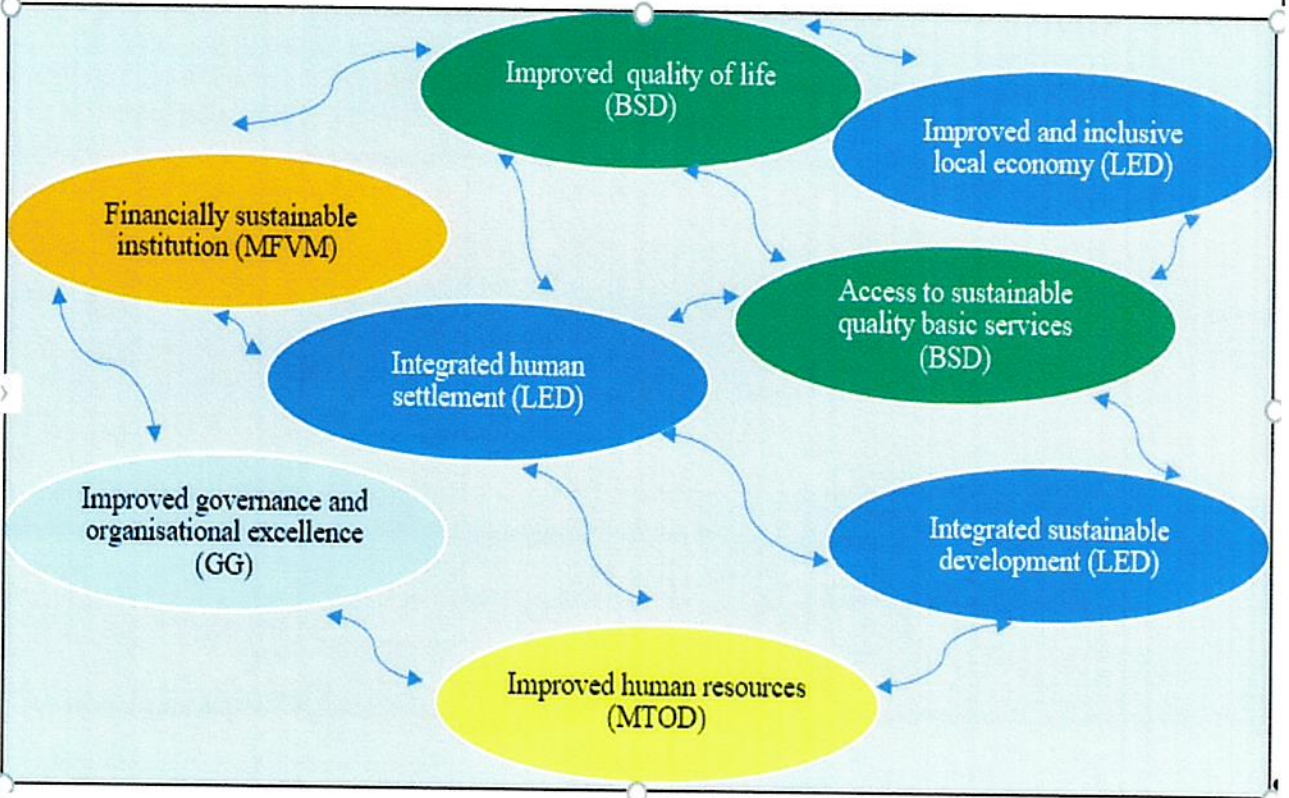 Improved quality of life
(BSD)
Improved and inclusive
local economy (LED)
Financially sustainable
institution (MFVM)
Access to sustainable
quality basic services
(BSD)
Integrated human
settlement (LED)
Improved governance and
organisational excellence
(GG)
Integrated sustainable
development (LED)
Improved human resources
(MTOD)